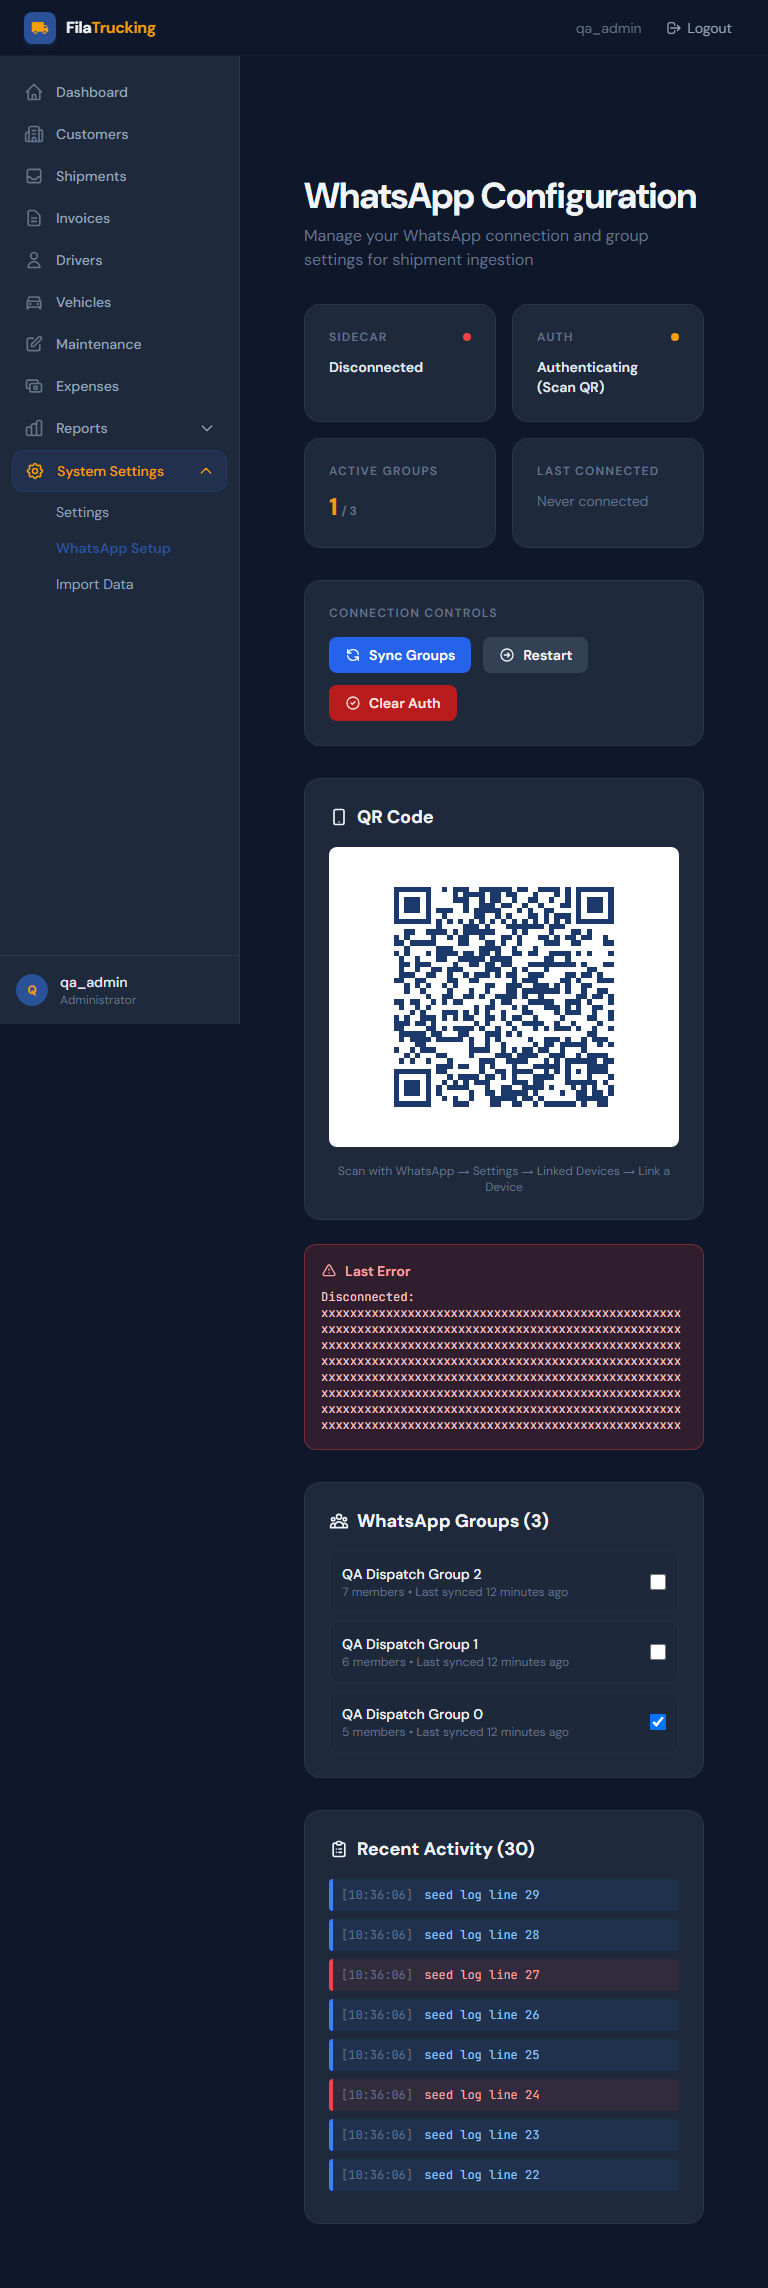 FilaTrucking
qa_admin
Logout
Dashboard
Customers
Shipments
Invoices
Drivers
Vehicles
Maintenance
Expenses
Reports
System Settings
Settings
WhatsApp Setup
Import Data
Q
qa_admin
Administrator
WhatsApp Configuration
Manage your WhatsApp connection and group
settings for shipment ingestion
SIDECAR
Disconnected
AUTH
Authenticating
(Scan QR)
ACTIVE GROUPS
1 / 3
LAST CONNECTED
Never connected
CONNECTION CONTROLS
Sync Groups
Restart
Clear Auth
QR Code
Scan with WhatsApp → Settings → Linked Devices → Link a
Device
Last Error
Disconnected:
xxxxxxxxxxxxxxxxxxxxxxxxxxxxxxxxxxxxxxxxxxxxxxxxxx
xxxxxxxxxxxxxxxxxxxxxxxxxxxxxxxxxxxxxxxxxxxxxxxxxx
xxxxxxxxxxxxxxxxxxxxxxxxxxxxxxxxxxxxxxxxxxxxxxxxxx
xxxxxxxxxxxxxxxxxxxxxxxxxxxxxxxxxxxxxxxxxxxxxxxxxx
xxxxxxxxxxxxxxxxxxxxxxxxxxxxxxxxxxxxxxxxxxxxxxxxxx
xxxxxxxxxxxxxxxxxxxxxxxxxxxxxxxxxxxxxxxxxxxxxxxxxx
xxxxxxxxxxxxxxxxxxxxxxxxxxxxxxxxxxxxxxxxxxxxxxxxxx
xxxxxxxxxxxxxxxxxxxxxxxxxxxxxxxxxxxxxxxxxxxxxxxxxx
WhatsApp Groups (3)
QA Dispatch Group 2
7 members • Last synced 12 minutes ago
QA Dispatch Group 1
6 members • Last synced 12 minutes ago
QA Dispatch Group 0
5 members • Last synced 12 minutes ago
Recent Activity (30)
[10:36:06] seed log line 29
[10:36:06] seed log line 28
[10:36:06] seed log line 27
[10:36:06] seed log line 26
[10:36:06] seed log line 25
[10:36:06] seed log line 24
[10:36:06] seed log line 23
[10:36:06] seed log line 22